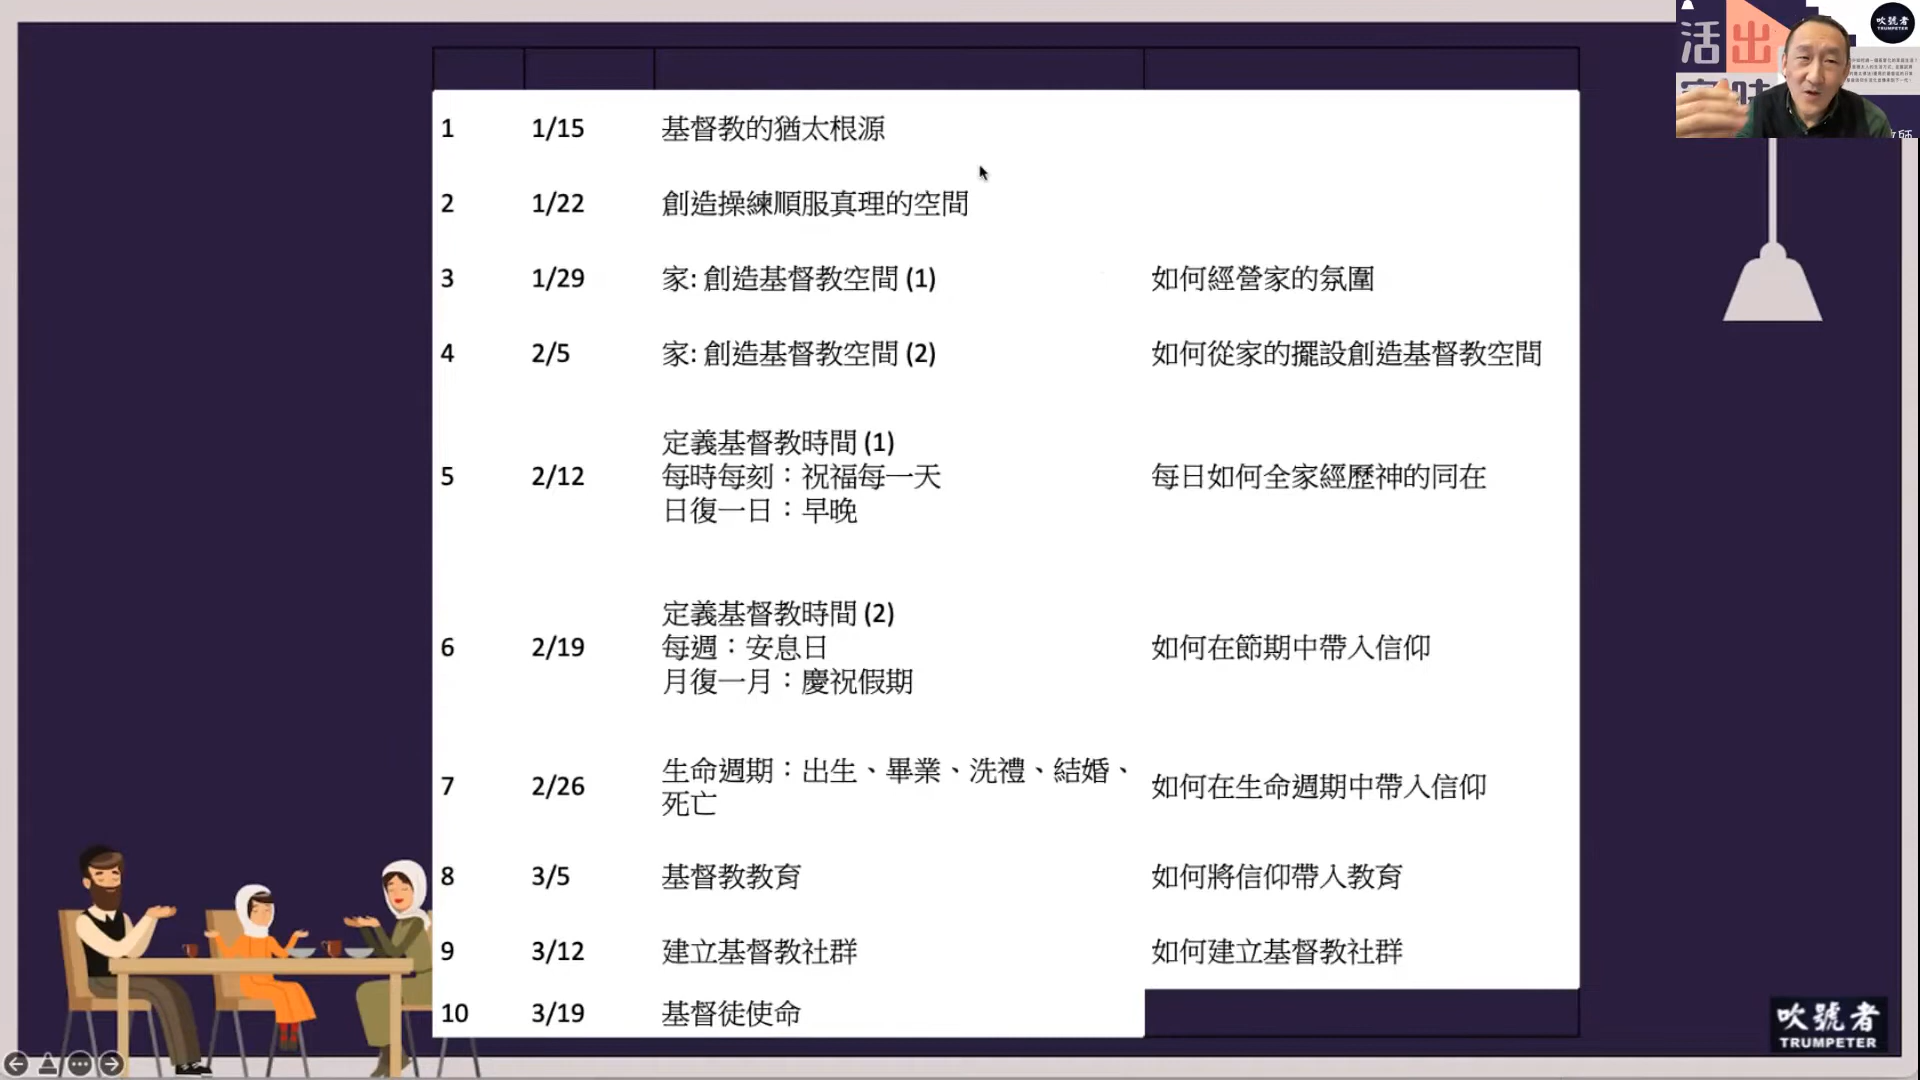 活出
吹號者
TRUMPETER
1 1/15 基督教的猶太根源
2 1/22 創造操練順服真理的空間
3 1/29 家: 創造基督教空間 (1) 如何經營家的氛圍
4 2/5 家: 創造基督教空間 (2) 如何從家的擺設創造基督教空間
定義基督教時間 (1)
5 2/12 每時每刻：祝福每一天 每日如何全家經歷神的同在
日復一日：早晚
定義基督教時間 (2)
6 2/19 每週：安息日 如何在節期中帶入信仰
月復一月：慶祝假期
7 2/26 生命週期：出生、畢業、洗禮、結婚、 如何在生命週期中帶入信仰
死亡
8 3/5 基督教教育 如何將信仰帶入教育
9 3/12 建立基督教社群 如何建立基督教社群
10 3/19 基督徒使命
吹號者
TRUMPETER